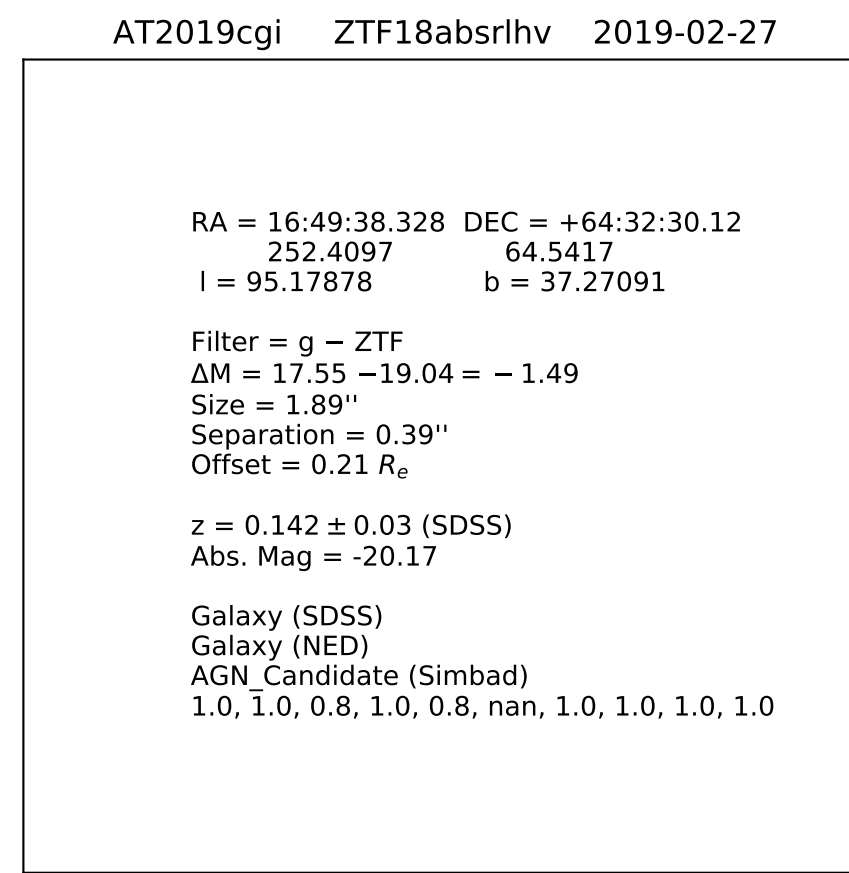 AT2019cgi ZTF18absrlhv 2019-02-27
RA = 16:49:38.328 DEC = +64:32:30.12
252.4097 64.5417
l = 95.17878 b = 37.27091
Filter = g − ZTF
ΔM = 17.55 −19.04 = − 1.49
Size = 1.89''
Separation = 0.39''
Offset = 0.21 Re
z = 0.142 ± 0.03 (SDSS)
Abs. Mag = -20.17
Galaxy (SDSS)
Galaxy (NED)
AGN_Candidate (Simbad)
1.0, 1.0, 0.8, 1.0, 0.8, nan, 1.0, 1.0, 1.0, 1.0